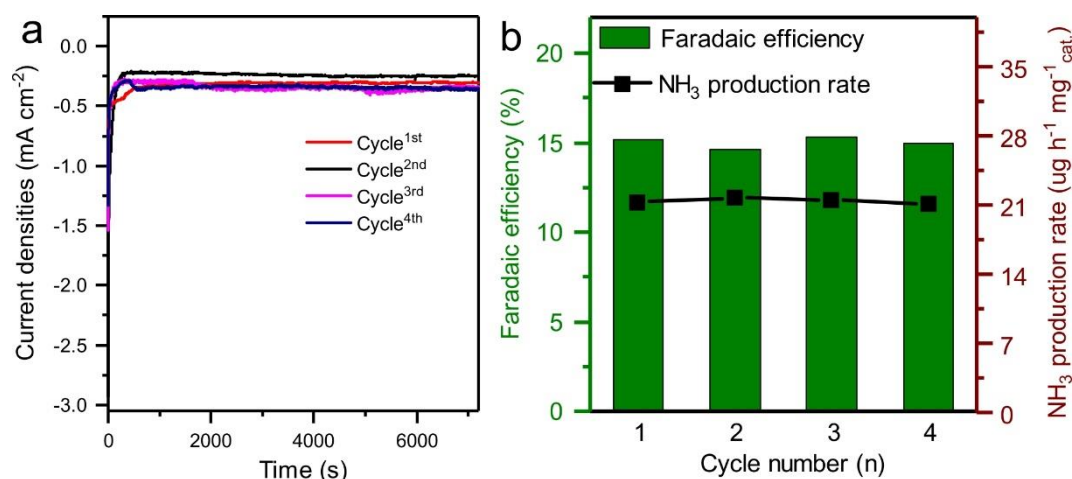 a
0.0
-0.5
-1.0
-1.5
-2.0
-2.5
-3.0
Current densities (mA cm⁻²)
Cycle¹ˢᵗ
Cycle²ⁿᵈ
Cycle³ʳᵈ
Cycle⁴ᵗʰ
0 2000 4000 6000
Time (s)
b
Faradaic efficiency
NH₃ production rate
20
15
10
5
0
Faradaic efficiency (%)
35
28
21
14
7
0
NH₃ production rate (ug h⁻¹ mg⁻¹cat.)
1 2 3 4
Cycle number (n)